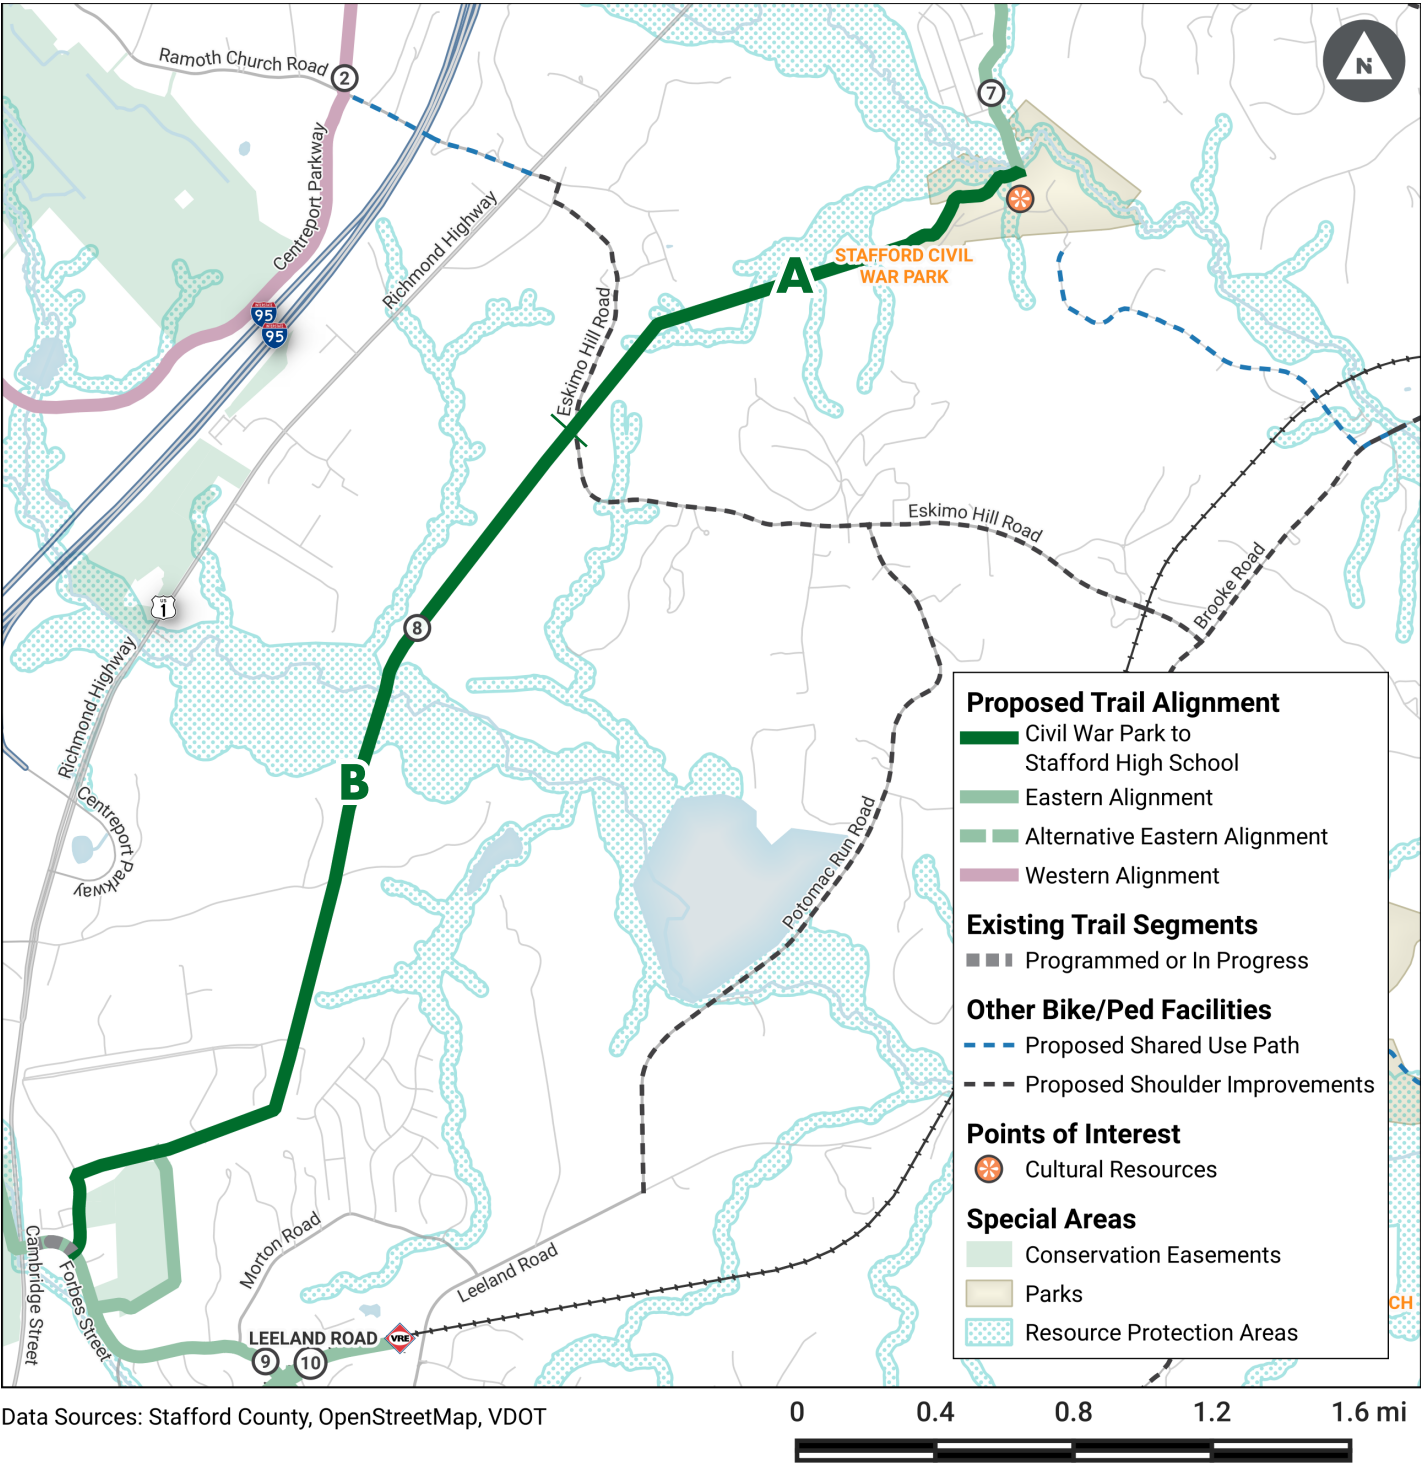 Ramoth Church Road
2
7
N
Centreport Parkway
Richmond Highway
STAFFORD CIVIL
WAR PARK
A
95
95
Eskimo Hill Road
Eskimo Hill Road
Brooke Road
US
1
8
Richmond Highway
B
Centreport Parkway
Potomac Run Road
Proposed Trail Alignment
Civil War Park to
Stafford High School
Eastern Alignment
Alternative Eastern Alignment
Western Alignment
Existing Trail Segments
Programmed or In Progress
Other Bike/Ped Facilities
Proposed Shared Use Path
Proposed Shoulder Improvements
Points of Interest
Cultural Resources
Special Areas
Conservation Easements
Parks
Resource Protection Areas
CH
Cambridge Street
Forbes Street
Morton Road
Leeland Road
LEELAND ROAD
VRE
9
10
Data Sources: Stafford County, OpenStreetMap, VDOT
0 0.4 0.8 1.2 1.6 mi